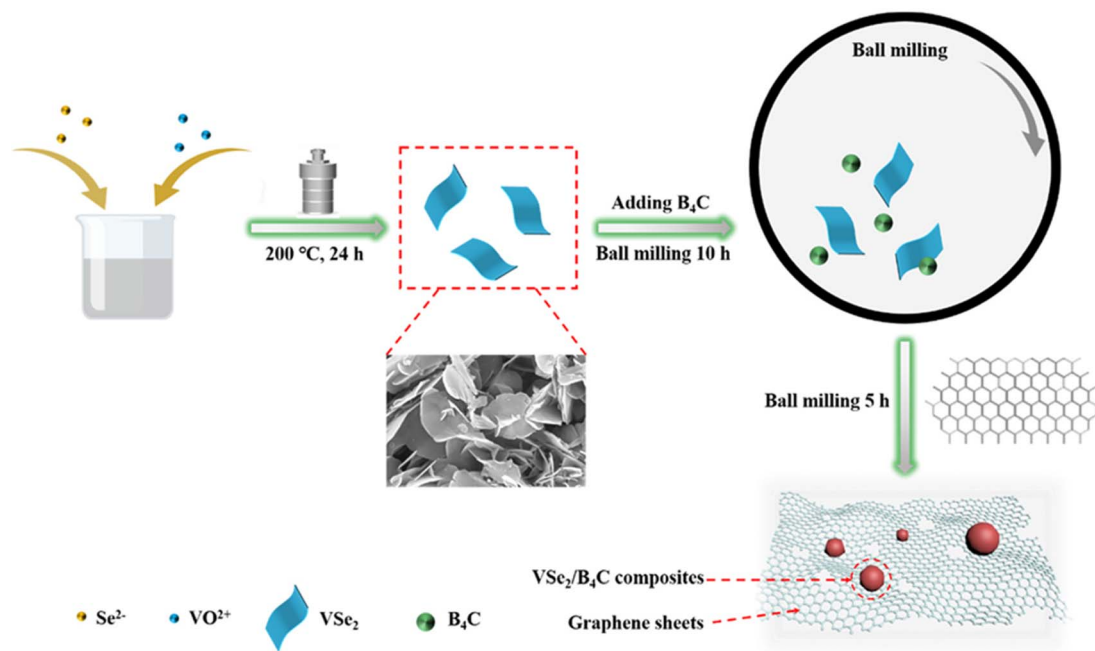 Ball milling
200 °C, 24 h
Adding B₄C
Ball milling 10 h
Ball milling 5 h
VSe₂/B₄C composites
Graphene sheets
Se²⁻
VO²⁺
VSe₂
B₄C